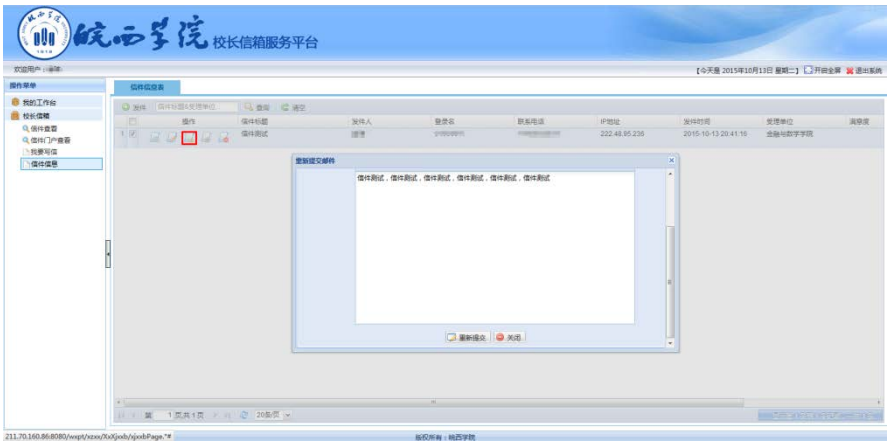 皖西学院 校长信箱服务平台
欢迎用户：
【今天是 2015年10月13日 星期二】 开启全屏 退出系统
操作菜单
信件信息表
我的工作台
校长信箱
信件查看
信件门户查看
我要写信
信件信息
发件 信件标题&受理单位 查询 清空
操作 信件标题 发件人 登录名 联系电话 IP地址 发件时间 受理单位 满意度
1 信件测试 222.48.95.236 2015-10-13 20:41:16 金融与数学学院
重新提交邮件
信件测试，信件测试，信件测试，信件测试，信件测试，信件测试
重新提交 关闭
第 1 页,共 1 页 20条/页
211.70.160.86:8080/wxpt/xzxx/XxXjxxb/xjxxbPage.*#
版权所有：皖西学院